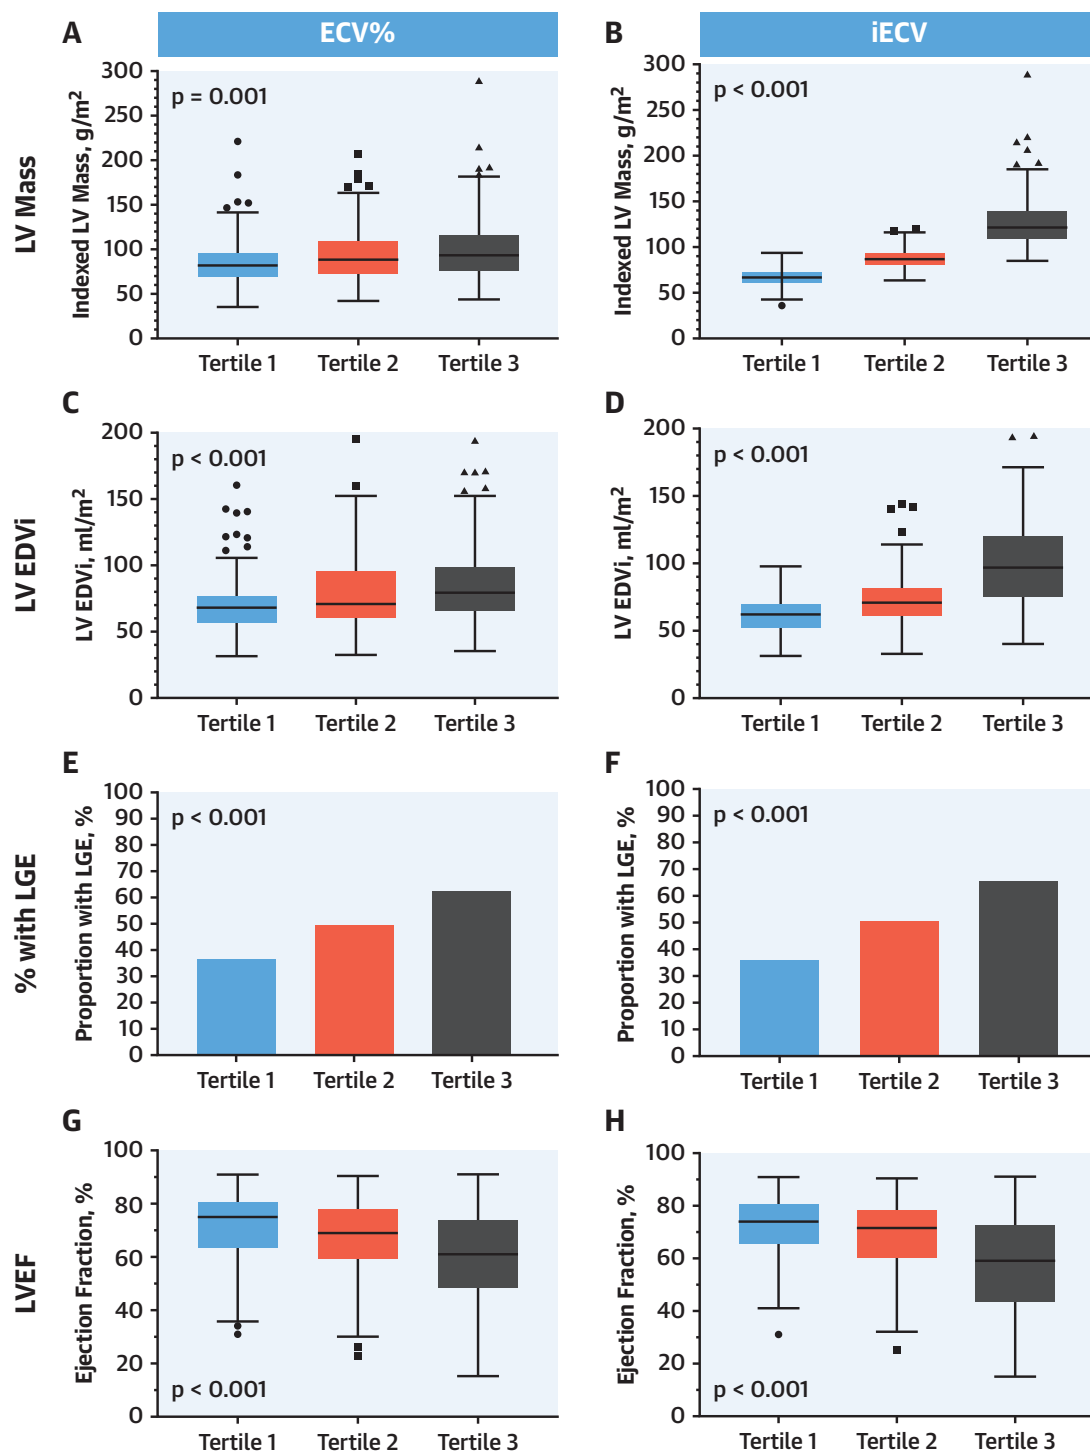 A
ECV%
B
iECV
LV Mass
Indexed LV Mass, g/m²
300
250
200
150
100
50
0
p = 0.001
Tertile 1
Tertile 2
Tertile 3
Indexed LV Mass, g/m²
300
250
200
150
100
50
0
p < 0.001
Tertile 1
Tertile 2
Tertile 3
C
D
LV EDVi
LV EDVi, ml/m²
200
150
100
50
0
p < 0.001
Tertile 1
Tertile 2
Tertile 3
LV EDVi, ml/m²
200
150
100
50
0
p < 0.001
Tertile 1
Tertile 2
Tertile 3
E
F
% with LGE
Proportion with LGE, %
100
90
80
70
60
50
40
30
20
10
0
p < 0.001
Tertile 1
Tertile 2
Tertile 3
Proportion with LGE, %
100
90
80
70
60
50
40
30
20
10
0
p < 0.001
Tertile 1
Tertile 2
Tertile 3
G
H
LVEF
Ejection Fraction, %
100
80
60
40
20
0
p < 0.001
Tertile 1
Tertile 2
Tertile 3
Ejection Fraction, %
100
80
60
40
20
0
p < 0.001
Tertile 1
Tertile 2
Tertile 3